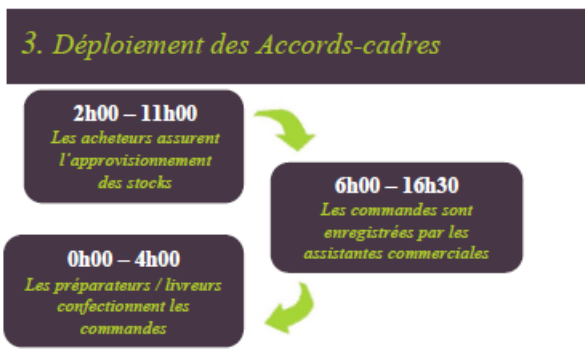 3. Déploiement des Accords-cadres
2h00 – 11h00
Les acheteurs assurent
l'approvisionnement
des stocks
6h00 – 16h30
Les commandes sont
enregistrées par les
assistantes commerciales
0h00 – 4h00
Les préparateurs / livreurs
confectionnent les
commandes